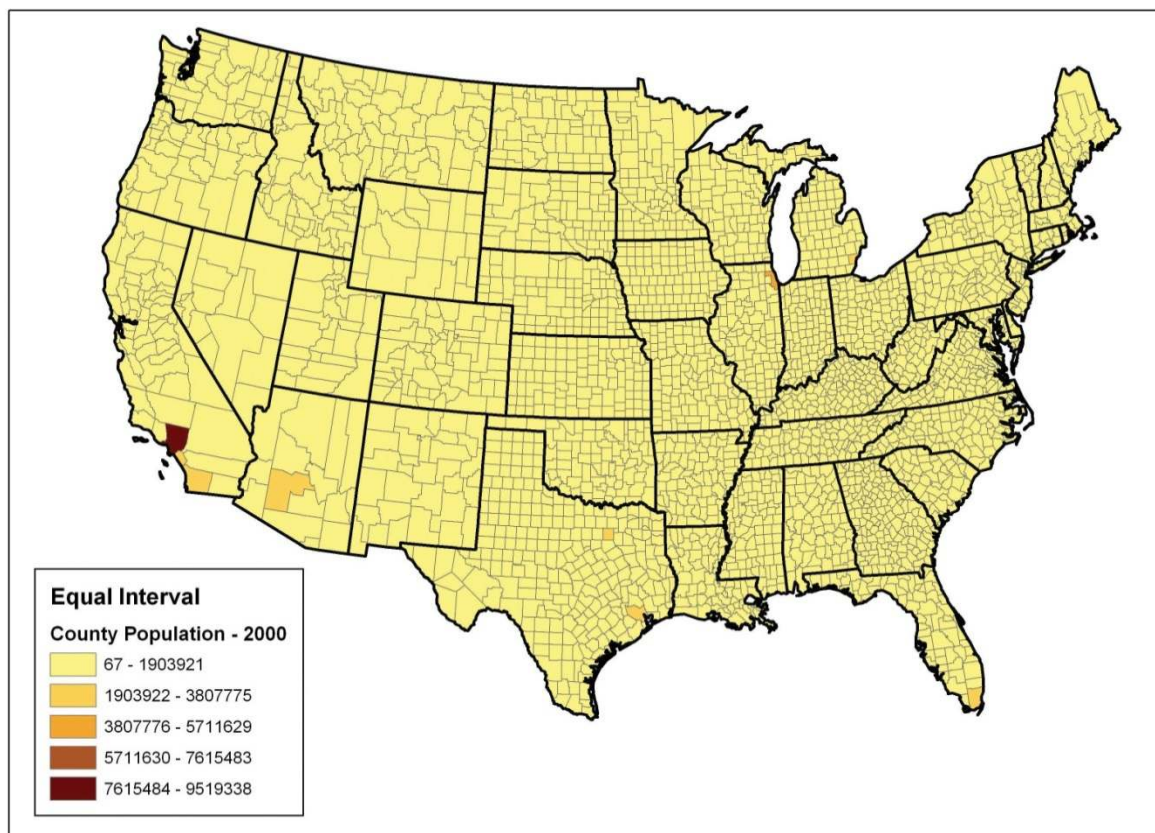 Equal Interval
County Population - 2000
67 - 1903921
1903922 - 3807775
3807776 - 5711629
5711630 - 7615483
7615484 - 9519338